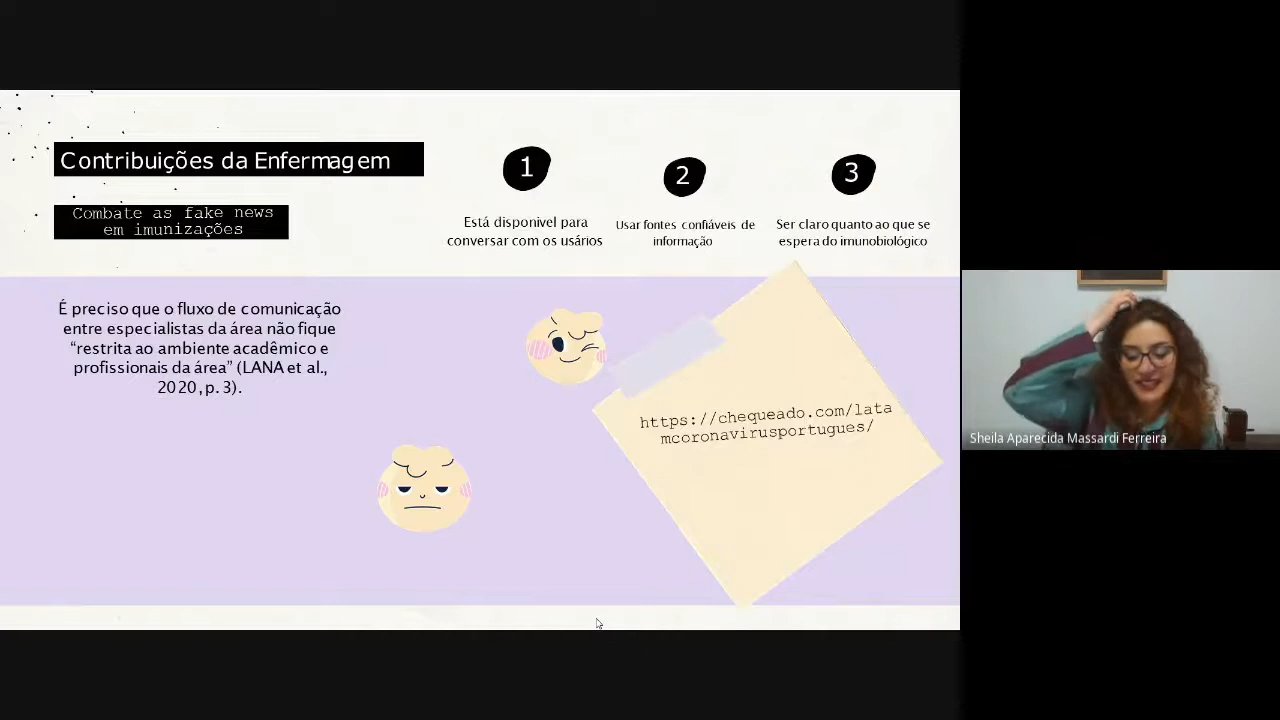 Contribuições da Enfermagem
Combate as fake news
em imunizações
1
Está disponivel para
conversar com os usários
2
Usar fontes confiáveis de
informação
3
Ser claro quanto ao que se
espera do imunobiológico
É preciso que o fluxo de comunicação
entre especialistas da área não fique
“restrita ao ambiente acadêmico e
profissionais da área” (LANA et al.,
2020, p. 3).
https://chequeado.com/lata
mcoronavirusportugues/
Sheila Aparecida Massardi Ferreira